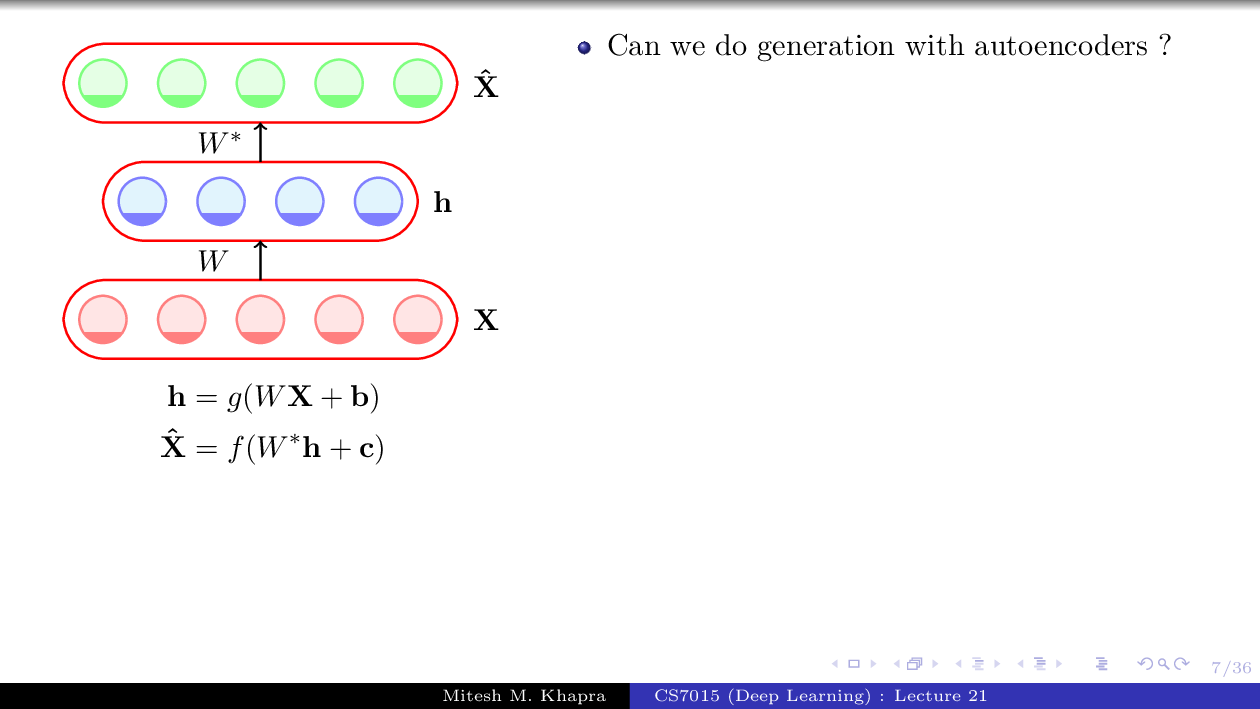 Can we do generation with autoencoders ?
X̂
W*
h
W
X
h = g(WX + b)
X̂ = f(W*h + c)
7/36
Mitesh M. Khapra
CS7015 (Deep Learning) : Lecture 21